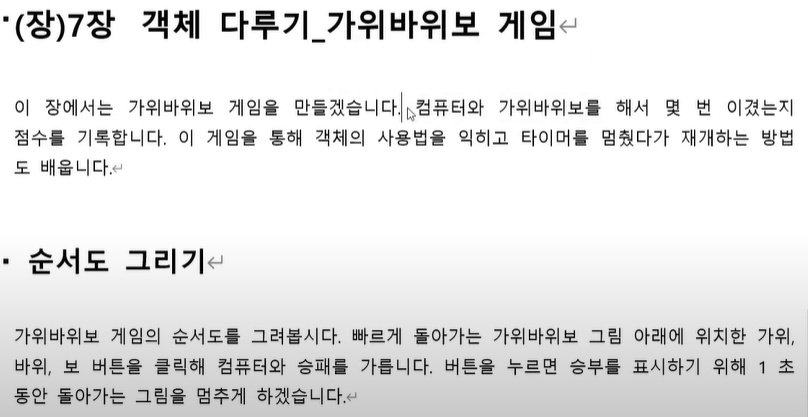 (장)7장 객체 다루기_가위바위보 게임
이 장에서는 가위바위보 게임을 만들겠습니다. 컴퓨터와 가위바위보를 해서 몇 번 이겼는지
점수를 기록합니다. 이 게임을 통해 객체의 사용법을 익히고 타이머를 멈췄다가 재개하는 방법
도 배웁니다.
순서도 그리기
가위바위보 게임의 순서도를 그려봅시다. 빠르게 돌아가는 가위바위보 그림 아래에 위치한 가위,
바위, 보 버튼을 클릭해 컴퓨터와 승패를 가릅니다. 버튼을 누르면 승부를 표시하기 위해 1 초
동안 돌아가는 그림을 멈추게 하겠습니다.